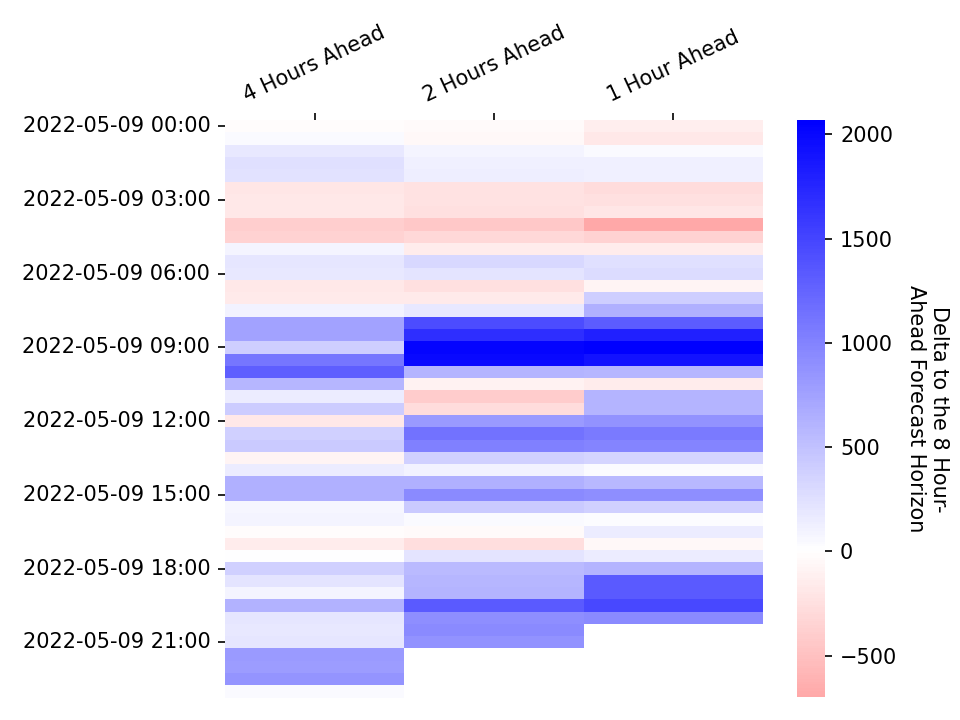 4 Hours Ahead
2 Hours Ahead
1 Hour Ahead
2022-05-09 00:00
2022-05-09 03:00
2022-05-09 06:00
2022-05-09 09:00
2022-05-09 12:00
2022-05-09 15:00
2022-05-09 18:00
2022-05-09 21:00
2000
1500
1000
500
0
−500
Delta to the 8 Hour-
Ahead Forecast Horizon